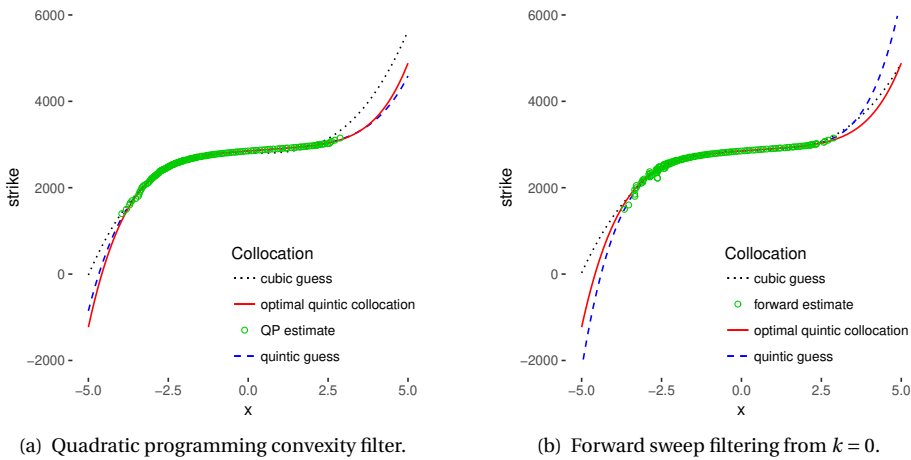 6000
4000
2000
0
−2000
strike
−5.0
−2.5
0.0
2.5
5.0
x
Collocation
cubic guess
optimal quintic collocation
QP estimate
quintic guess
(a) Quadratic programming convexity filter.
6000
4000
2000
0
−2000
strike
−5.0
−2.5
0.0
2.5
5.0
x
Collocation
cubic guess
forward estimate
optimal quintic collocation
quintic guess
(b) Forward sweep filtering from k = 0.